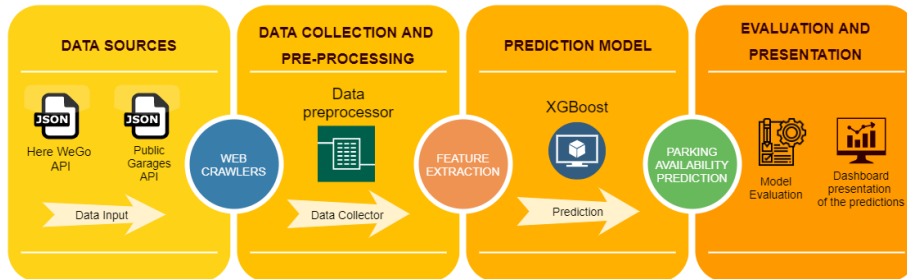 DATA SOURCES
JSON
Here WeGo
API
JSON
Public
Garages
API
Data Input
WEB
CRAWLERS
DATA COLLECTION AND
PRE-PROCESSING
Data
preprocessor
Data Collector
FEATURE
EXTRACTION
PREDICTION MODEL
XGBoost
Prediction
PARKING
AVAILABILITY
PREDICTION
EVALUATION AND
PRESENTATION
Model
Evaluation
Dashboard
presentation
of the predictions